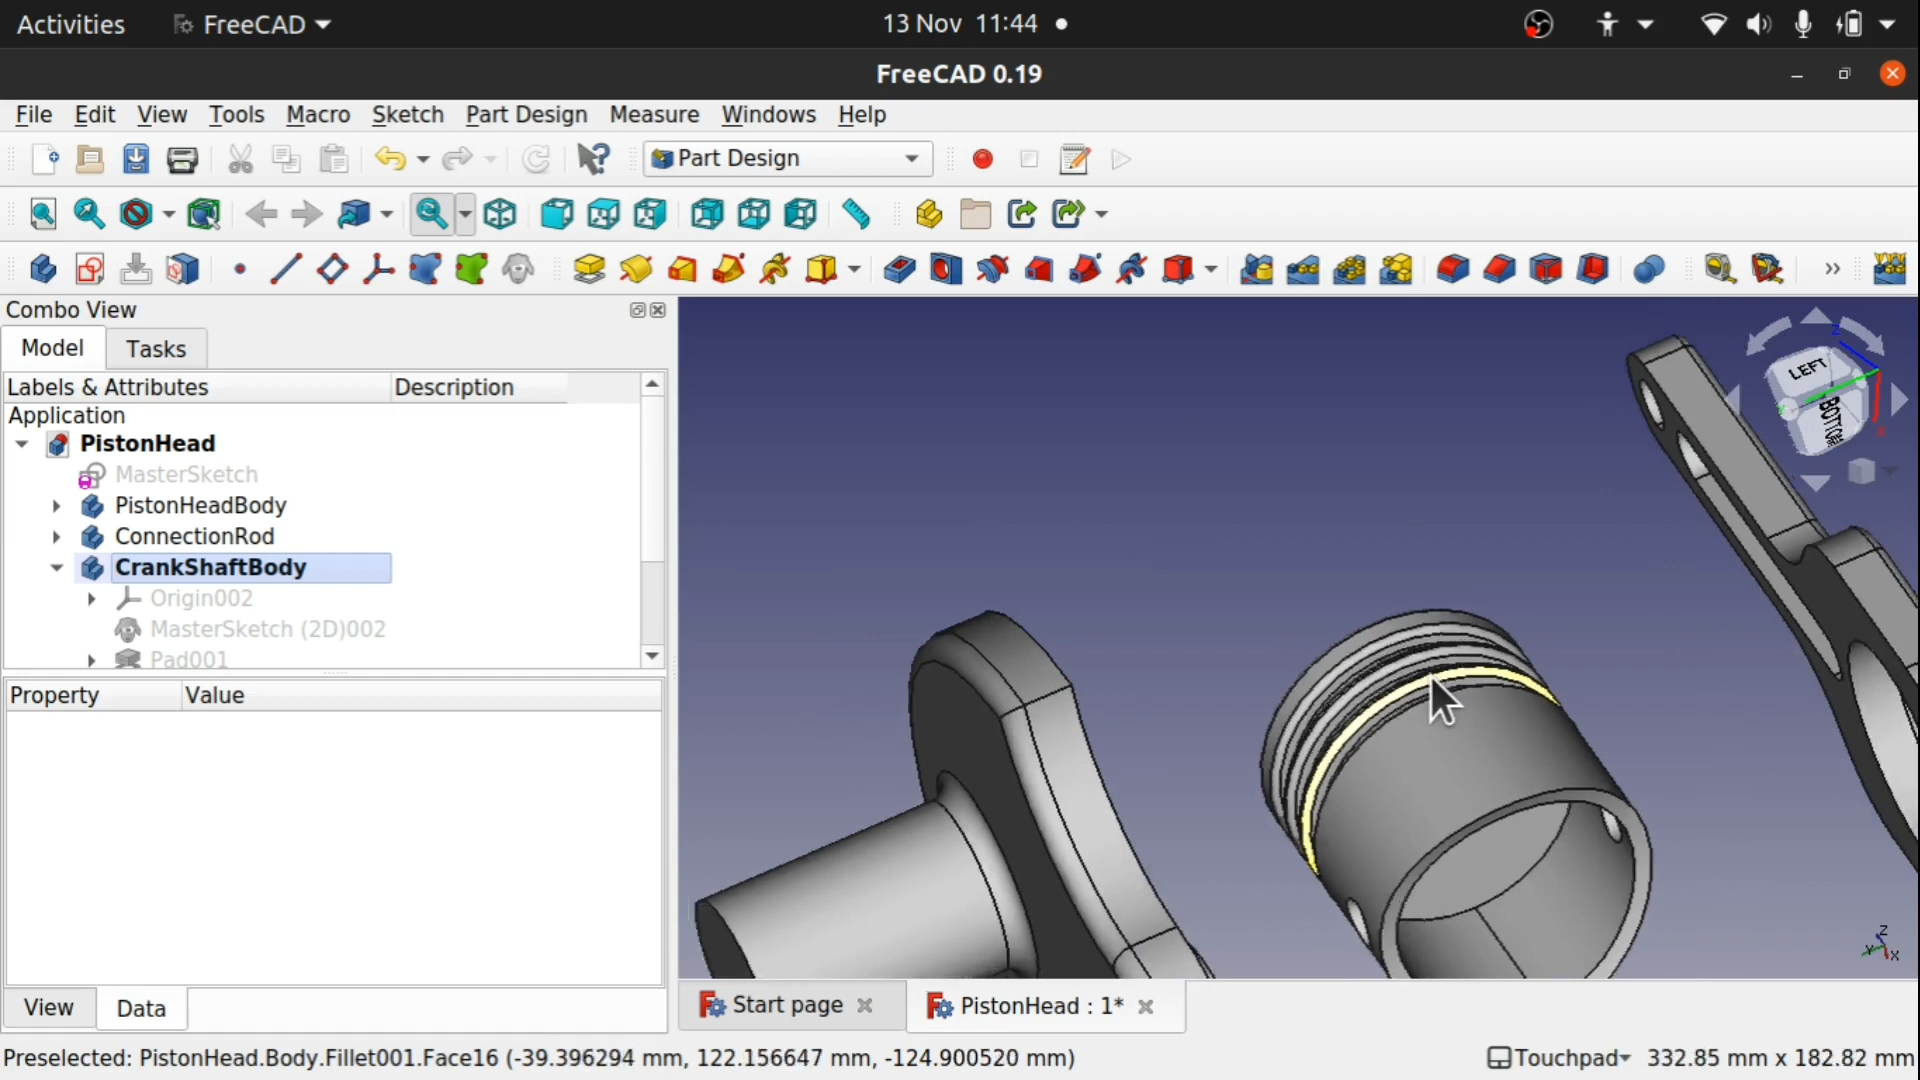 Activities FreeCAD 13 Nov 11:44
FreeCAD 0.19
File Edit View Tools Macro Sketch Part Design Measure Windows Help
Part Design
Combo View
Model Tasks
Labels & Attributes Description
Application
PistonHead
MasterSketch
PistonHeadBody
ConnectionRod
CrankShaftBody
Origin002
MasterSketch (2D)002
Pad001
Property Value
View Data
LEFT
BOTTOM
Z
Y
X
Z
Y
X
Start page PistonHead : 1*
Preselected: PistonHead.Body.Fillet001.Face16 (-39.396294 mm, 122.156647 mm, -124.900520 mm) Touchpad 332.85 mm x 182.82 mm